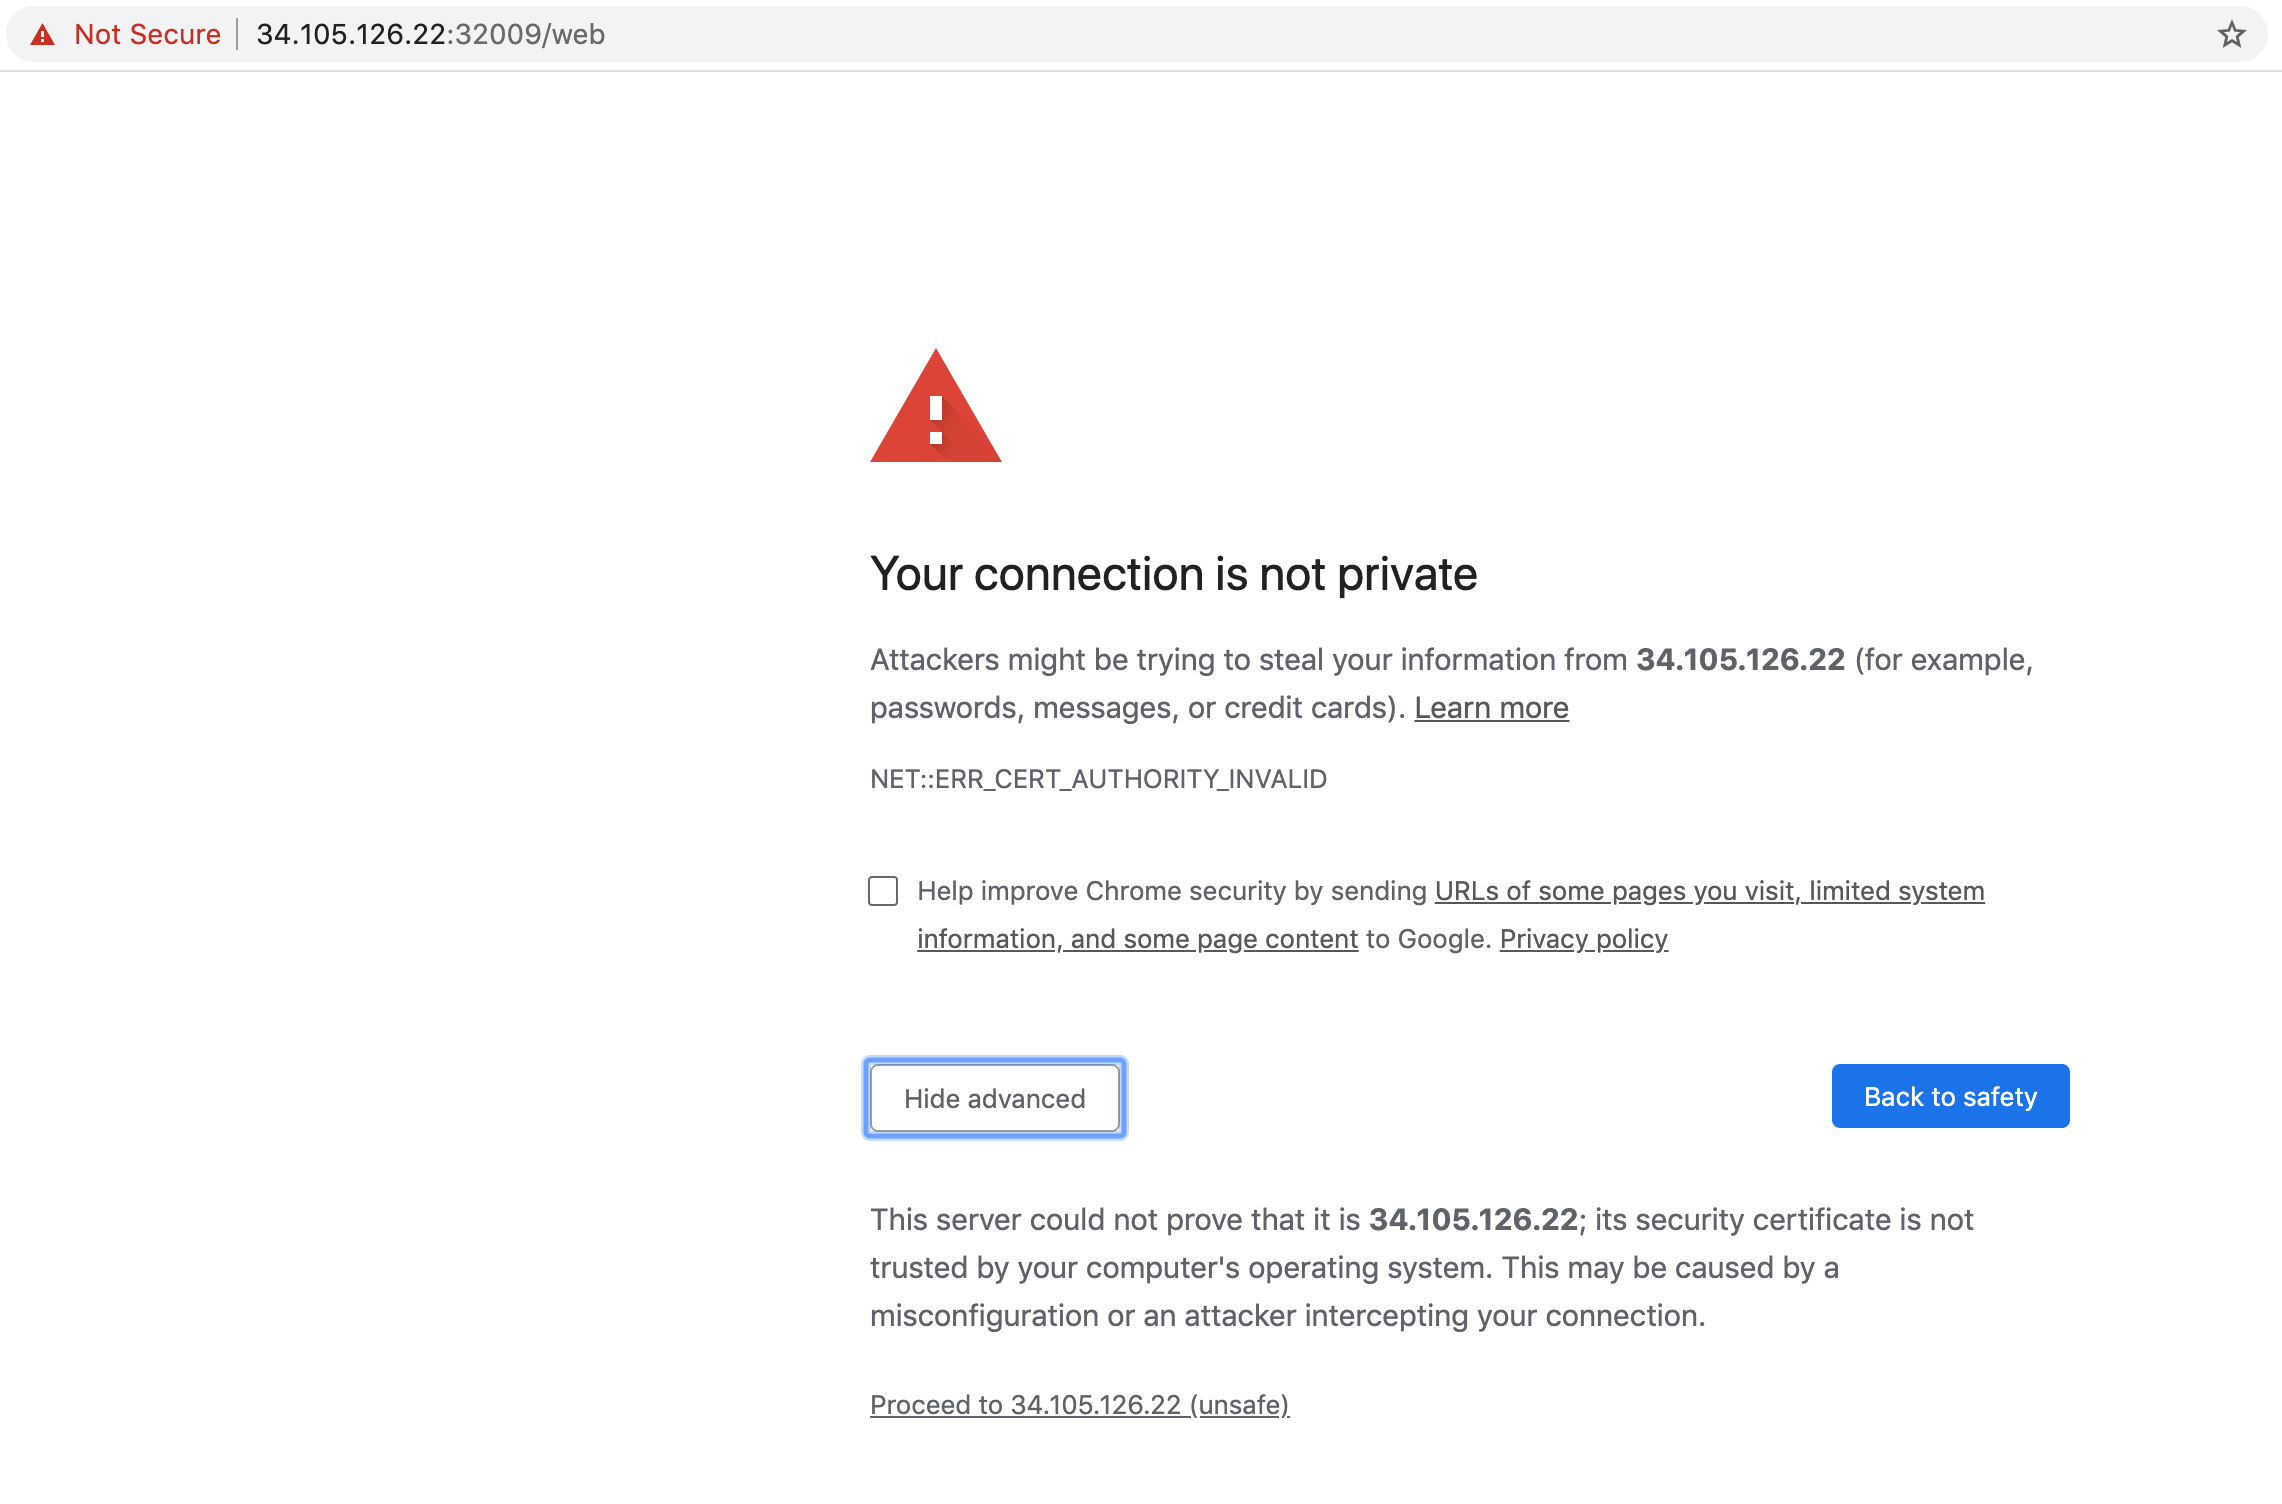 Not Secure | 34.105.126.22:32009/web
Your connection is not private
Attackers might be trying to steal your information from 34.105.126.22 (for example,
passwords, messages, or credit cards). Learn more
NET::ERR_CERT_AUTHORITY_INVALID
Help improve Chrome security by sending URLs of some pages you visit, limited system
information, and some page content to Google. Privacy policy
Hide advanced
Back to safety
This server could not prove that it is 34.105.126.22; its security certificate is not
trusted by your computer's operating system. This may be caused by a
misconfiguration or an attacker intercepting your connection.
Proceed to 34.105.126.22 (unsafe)